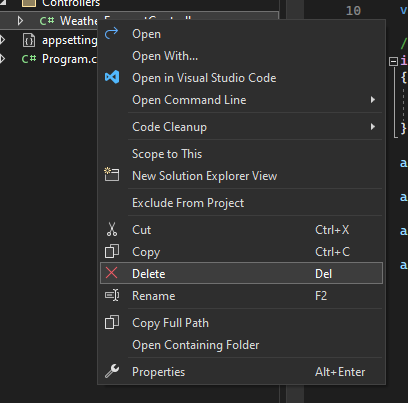 Controllers
10
C# Weathe
appsetting
Program.c
Open
Open With...
Open in Visual Studio Code
Open Command Line
Code Cleanup
Scope to This
New Solution Explorer View
Exclude From Project
Cut Ctrl+X
Copy Ctrl+C
Delete Del
Rename F2
Copy Full Path
Open Containing Folder
Properties Alt+Enter
v
//
i
{
}
a
a
a
a